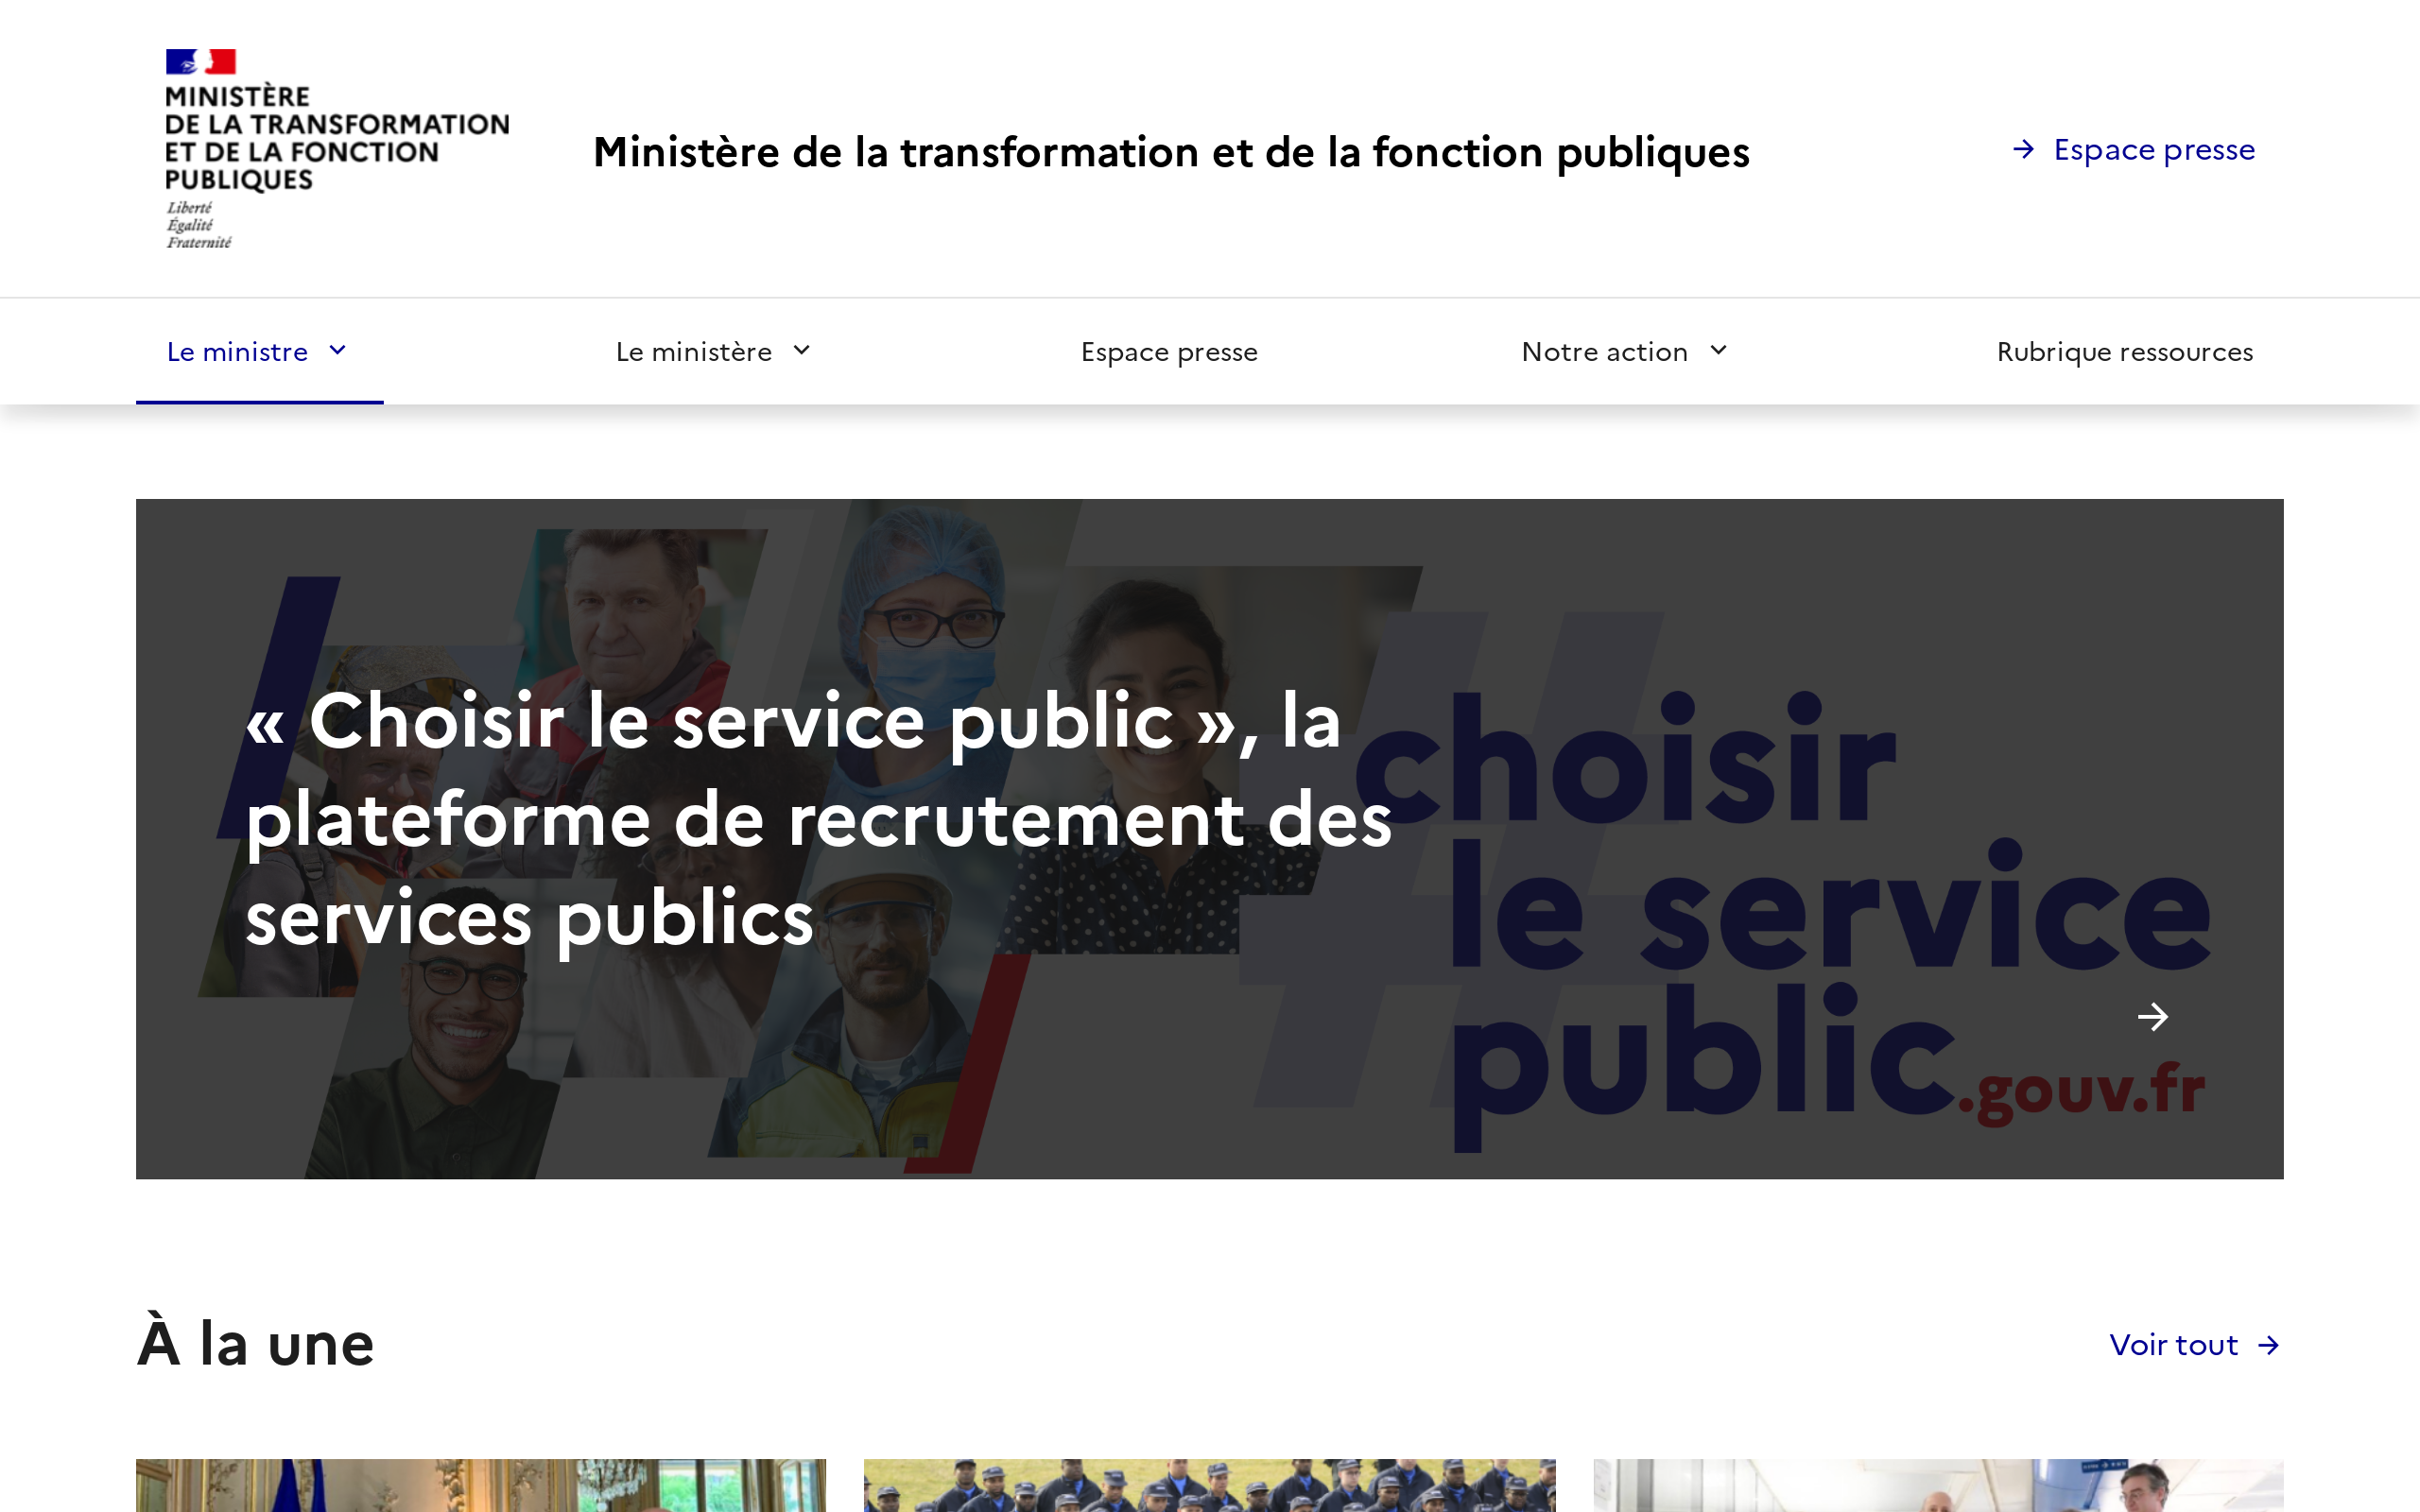 MINISTÈRE
DE LA TRANSFORMATION
ET DE LA FONCTION
PUBLIQUES
Liberté
Égalité
Fraternité
Ministère de la transformation et de la fonction publiques
Espace presse
Le ministre
Le ministère
Espace presse
Notre action
Rubrique ressources
« Choisir le service public », la
plateforme de recrutement des
services publics
choisir
le service
public.gouv.fr
À la une
Voir tout